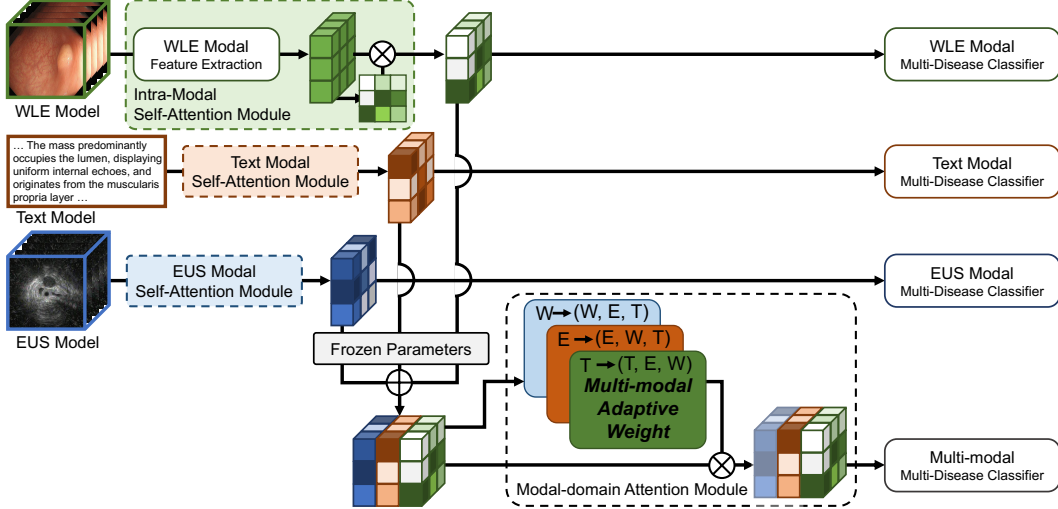 WLE Modal
Feature Extraction
Intra-Modal
Self-Attention Module
WLE Model
WLE Modal
Multi-Disease Classifier
... The mass predominantly
occupies the lumen, displaying
uniform internal echoes, and
originates from the muscularis
propria layer ...
Text Model
Text Modal
Self-Attention Module
Text Modal
Multi-Disease Classifier
EUS Modal
Self-Attention Module
EUS Model
EUS Modal
Multi-Disease Classifier
Frozen Parameters
W → (W, E, T)
E → (E, W, T)
T → (T, E, W)
Multi-modal
Adaptive
Weight
Modal-domain Attention Module
Multi-modal
Multi-Disease Classifier